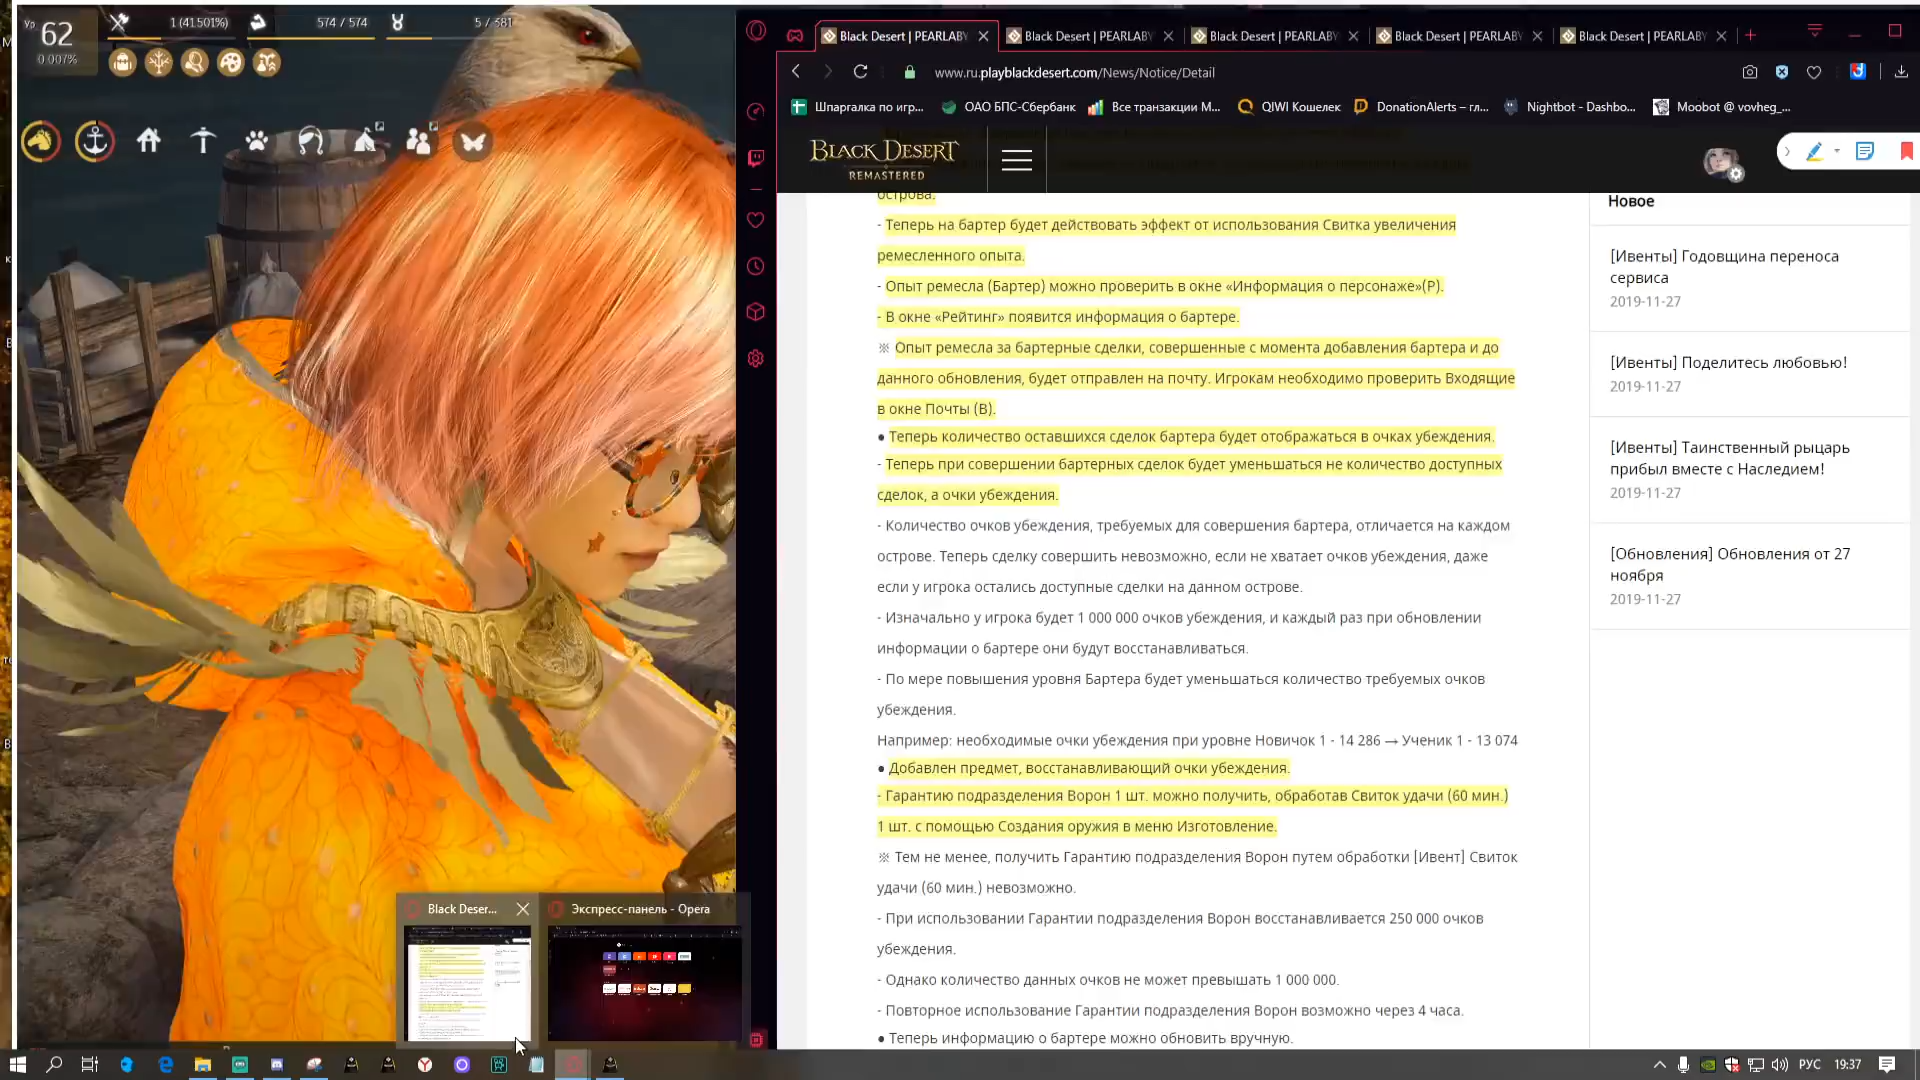 Ур
62
0.007%
1 (41.501%)
574 / 574
5 / 381
Black Desert | PEARLABY
Black Desert | PEARLABY
Black Desert | PEARLABY
Black Desert | PEARLABY
Black Desert | PEARLABY
www.ru.playblackdesert.com/News/Notice/Detail
Шпаргалка по игр...
ОАО БПС-Сбербанк
Все транзакции M...
QIWI Кошелек
DonationAlerts – гл...
Nightbot - Dashbo...
Moobot @ vovheg_...
BLACK DESERT
REMASTERED
острова.
- Теперь на бартер будет действовать эффект от использования Свитка увеличения
ремесленного опыта.
- Опыт ремесла (Бартер) можно проверить в окне «Информация о персонаже»(P).
- В окне «Рейтинг» появится информация о бартере.
※ Опыт ремесла за бартерные сделки, совершенные с момента добавления бартера и до
данного обновления, будет отправлен на почту. Игрокам необходимо проверить Входящие
в окне Почты (B).
● Теперь количество оставшихся сделок бартера будет отображаться в очках убеждения.
- Теперь при совершении бартерных сделок будет уменьшаться не количество доступных
сделок, а очки убеждения.
- Количество очков убеждения, требуемых для совершения бартера, отличается на каждом
острове. Теперь сделку совершить невозможно, если не хватает очков убеждения, даже
если у игрока остались доступные сделки на данном острове.
- Изначально у игрока будет 1 000 000 очков убеждения, и каждый раз при обновлении
информации о бартере они будут восстанавливаться.
- По мере повышения уровня Бартера будет уменьшаться количество требуемых очков
убеждения.
Например: необходимые очки убеждения при уровне Новичок 1 - 14 286 → Ученик 1 - 13 074
● Добавлен предмет, восстанавливающий очки убеждения.
- Гарантию подразделения Ворон 1 шт. можно получить, обработав Свиток удачи (60 мин.)
1 шт. с помощью Создания оружия в меню Изготовление.
※ Тем не менее, получить Гарантию подразделения Ворон путем обработки [Ивент] Свиток
удачи (60 мин.) невозможно.
- При использовании Гарантии подразделения Ворон восстанавливается 250 000 очков
убеждения.
- Однако количество данных очков не может превышать 1 000 000.
- Повторное использование Гарантии подразделения Ворон возможно через 4 часа.
● Теперь информацию о бартере можно обновить вручную.
Новое
[Ивенты] Годовщина переноса
сервиса
2019-11-27
[Ивенты] Поделитесь любовью!
2019-11-27
[Ивенты] Таинственный рыцарь
прибыл вместе с Наследием!
2019-11-27
[Обновления] Обновления от 27
ноября
2019-11-27
Black Deser...
Экспресс-панель - Opera
РУС
19:37